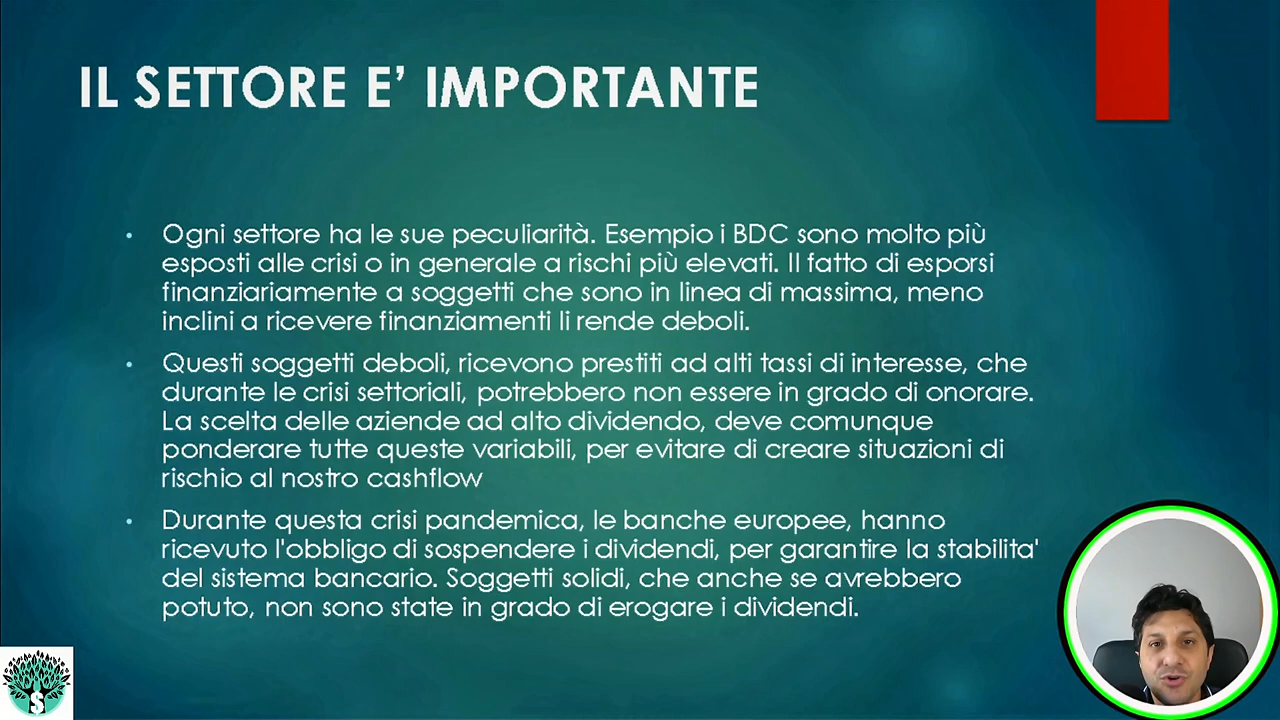 IL SETTORE E’ IMPORTANTE
Ogni settore ha le sue peculiarità. Esempio i BDC sono molto più
esposti alle crisi o in generale a rischi più elevati. Il fatto di esporsi
finanziariamente a soggetti che sono in linea di massima, meno
inclini a ricevere finanziamenti li rende deboli.
Questi soggetti deboli, ricevono prestiti ad alti tassi di interesse, che
durante le crisi settoriali, potrebbero non essere in grado di onorare.
La scelta delle aziende ad alto dividendo, deve comunque
ponderare tutte queste variabili, per evitare di creare situazioni di
rischio al nostro cashflow
Durante questa crisi pandemica, le banche europee, hanno
ricevuto l'obbligo di sospendere i dividendi, per garantire la stabilita'
del sistema bancario. Soggetti solidi, che anche se avrebbero
potuto, non sono state in grado di erogare i dividendi.
$